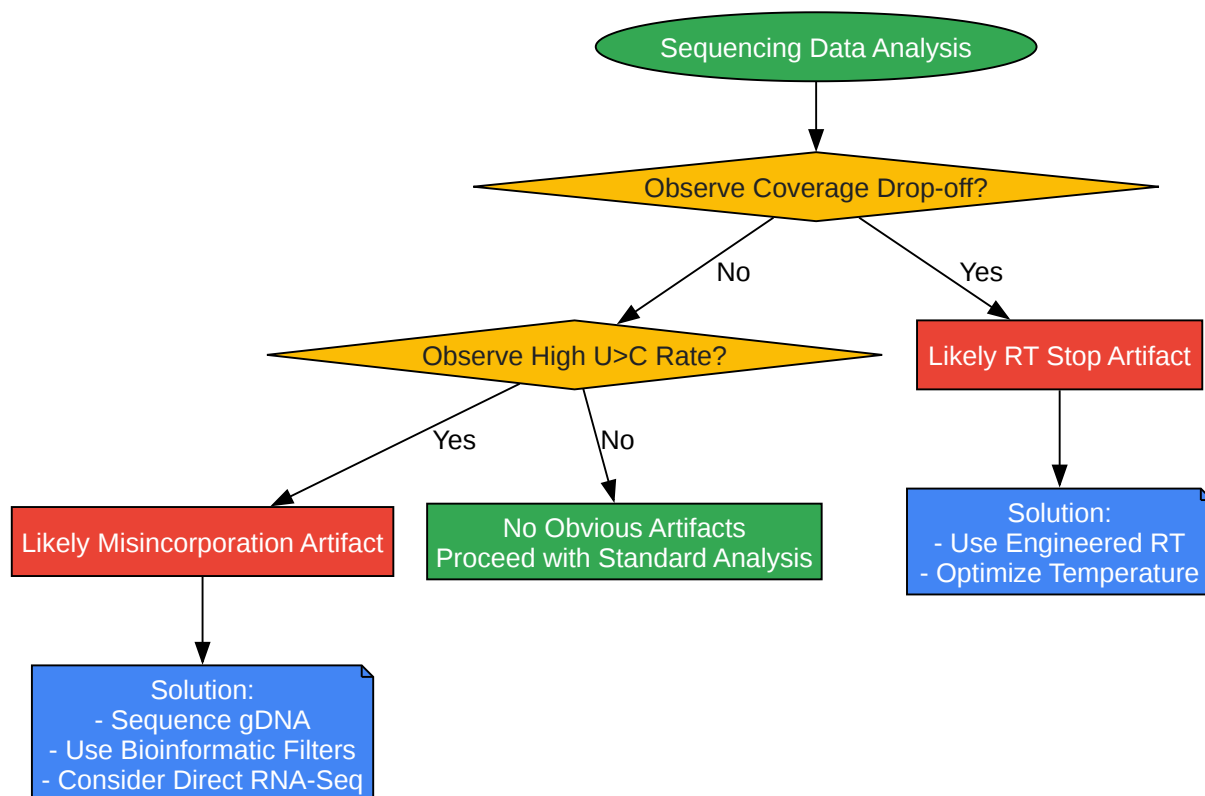 Sequencing Data Analysis
Observe Coverage Drop-off?
No
Yes
Observe High U>C Rate?
Likely RT Stop Artifact
Yes
No
Likely Misincorporation Artifact
No Obvious Artifacts
Proceed with Standard Analysis
Solution:
- Use Engineered RT
- Optimize Temperature
Solution:
- Sequence gDNA
- Use Bioinformatic Filters
- Consider Direct RNA-Seq